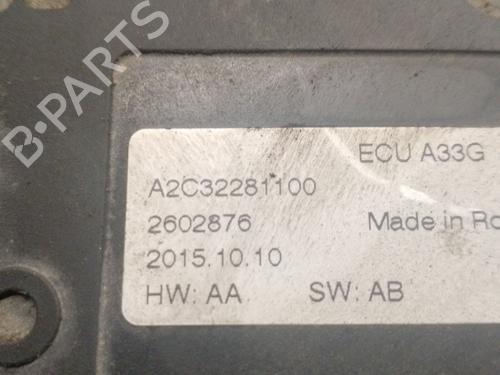 B-PARTS
ECU A33G
A2C32281100
2602876 Made in Ro
2015.10.10
HW: AA SW: AB